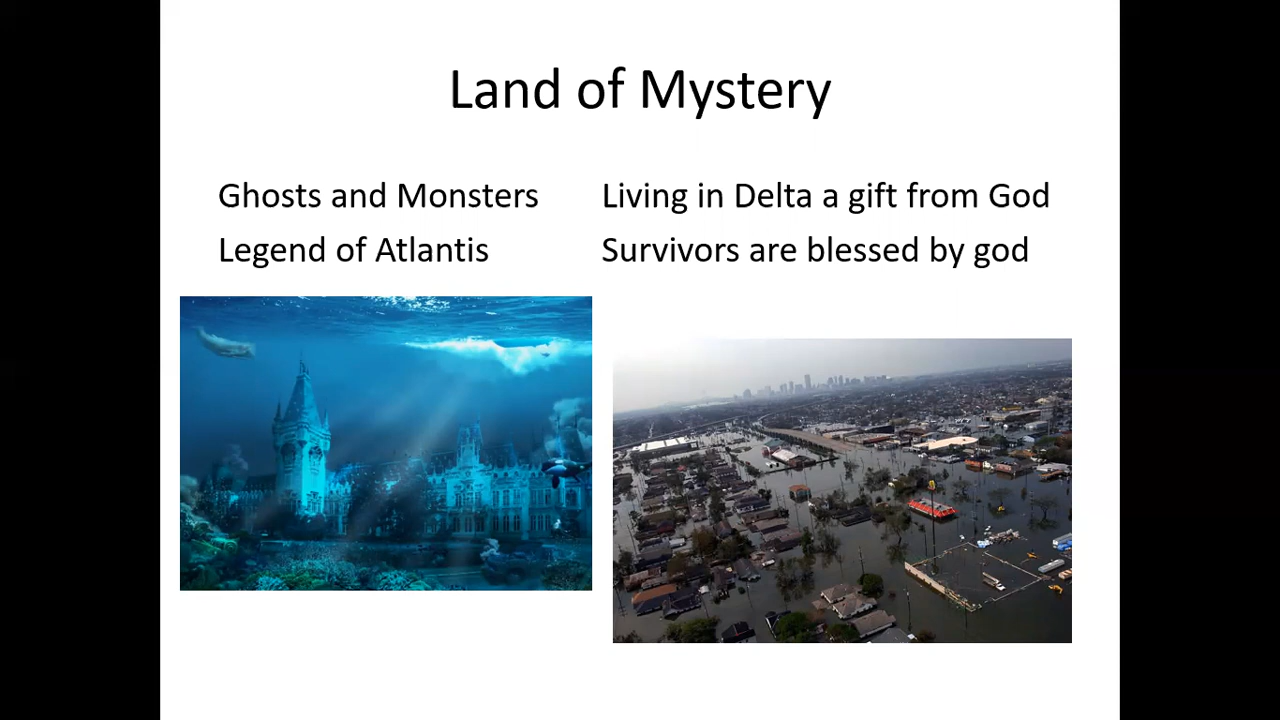 Land of Mystery
Ghosts and Monsters
Legend of Atlantis
Living in Delta a gift from God
Survivors are blessed by god